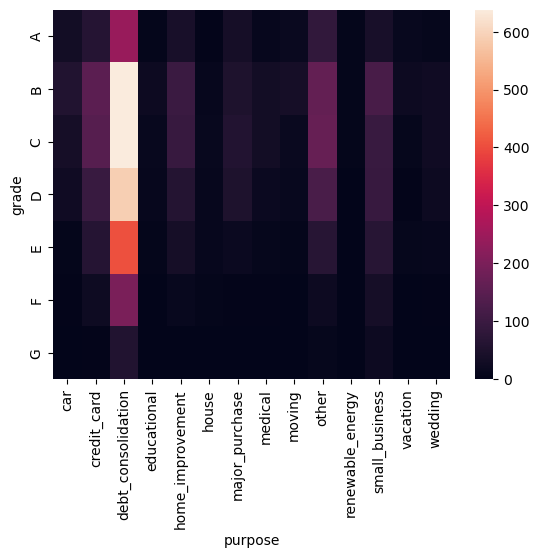 grade
A
B
C
D
E
F
G
car
credit_card
debt_consolidation
educational
home_improvement
house
major_purchase
medical
moving
other
renewable_energy
small_business
vacation
wedding
purpose
600
500
400
300
200
100
0